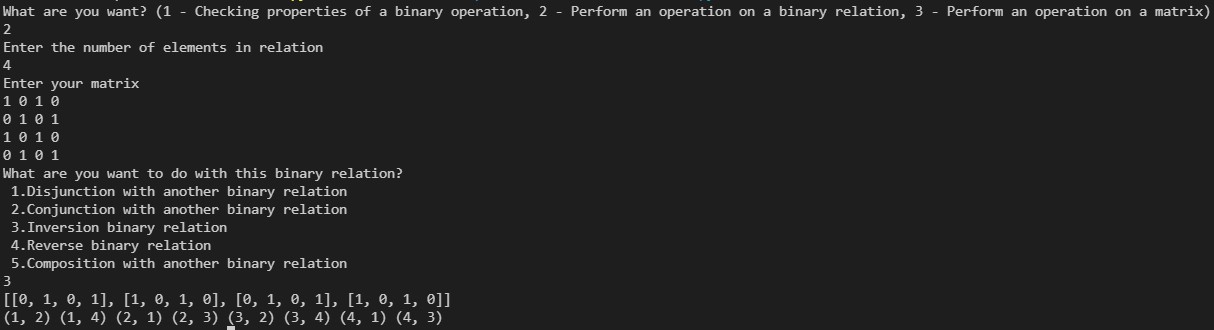 What are you want? (1 - Checking properties of a binary operation, 2 - Perform an operation on a binary relation, 3 - Perform an operation on a matrix)
2
Enter the number of elements in relation
4
Enter your matrix
1 0 1 0
0 1 0 1
1 0 1 0
0 1 0 1
What are you want to do with this binary relation?
 1.Disjunction with another binary relation
 2.Conjunction with another binary relation
 3.Inversion binary relation
 4.Reverse binary relation
 5.Composition with another binary relation
3
[[0, 1, 0, 1], [1, 0, 1, 0], [0, 1, 0, 1], [1, 0, 1, 0]]
(1, 2) (1, 4) (2, 1) (2, 3) (3, 2) (3, 4) (4, 1) (4, 3)